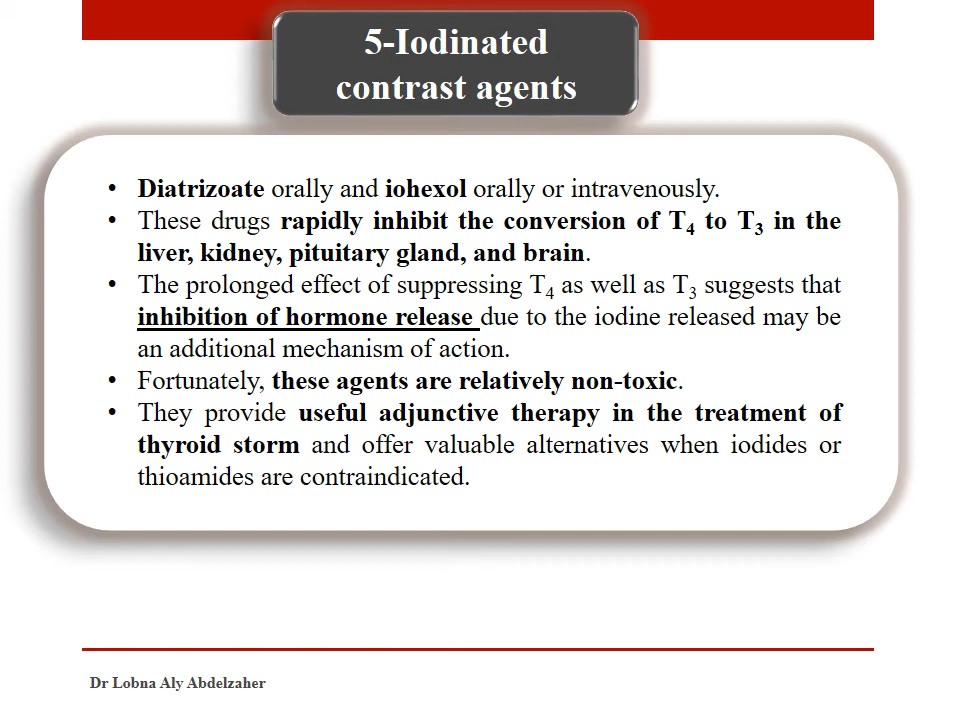 5-Iodinated
contrast agents
• Diatrizoate orally and iohexol orally or intravenously.
• These drugs rapidly inhibit the conversion of T4 to T3 in the
liver, kidney, pituitary gland, and brain.
• The prolonged effect of suppressing T4 as well as T3 suggests that
inhibition of hormone release due to the iodine released may be
an additional mechanism of action.
• Fortunately, these agents are relatively non-toxic.
• They provide useful adjunctive therapy in the treatment of
thyroid storm and offer valuable alternatives when iodides or
thioamides are contraindicated.
Dr Lobna Aly Abdelzaher